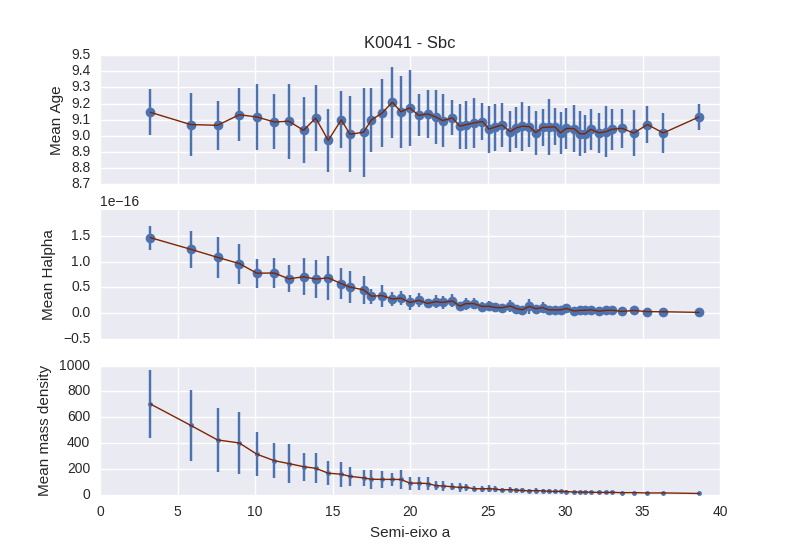 K0041 - Sbc
Mean Age
9.5
9.4
9.3
9.2
9.1
9.0
8.9
8.8
8.7
1e−16
Mean Halpha
1.5
1.0
0.5
0.0
−0.5
Mean mass density
1000
800
600
400
200
0
0 5 10 15 20 25 30 35 40
Semi-eixo a